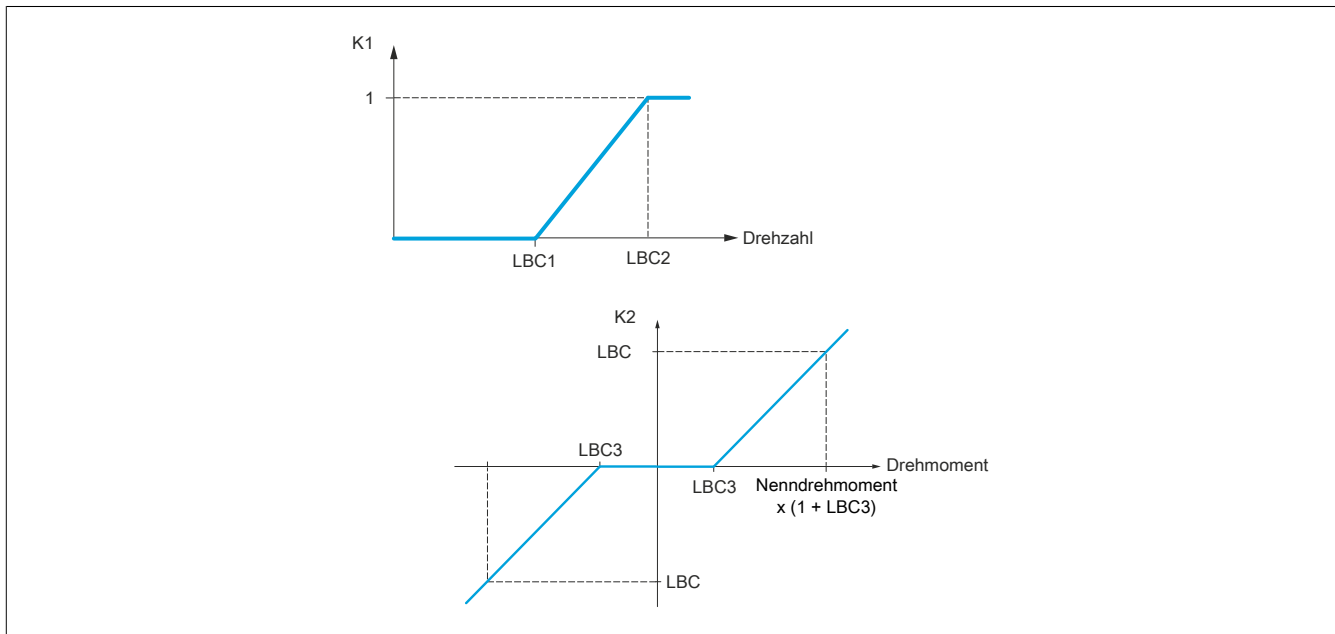 K1
1
Drehzahl
LBC1
LBC2
K2
LBC
LBC3
Drehmoment
LBC3
Nenndrehmoment
x (1 + LBC3)
LBC